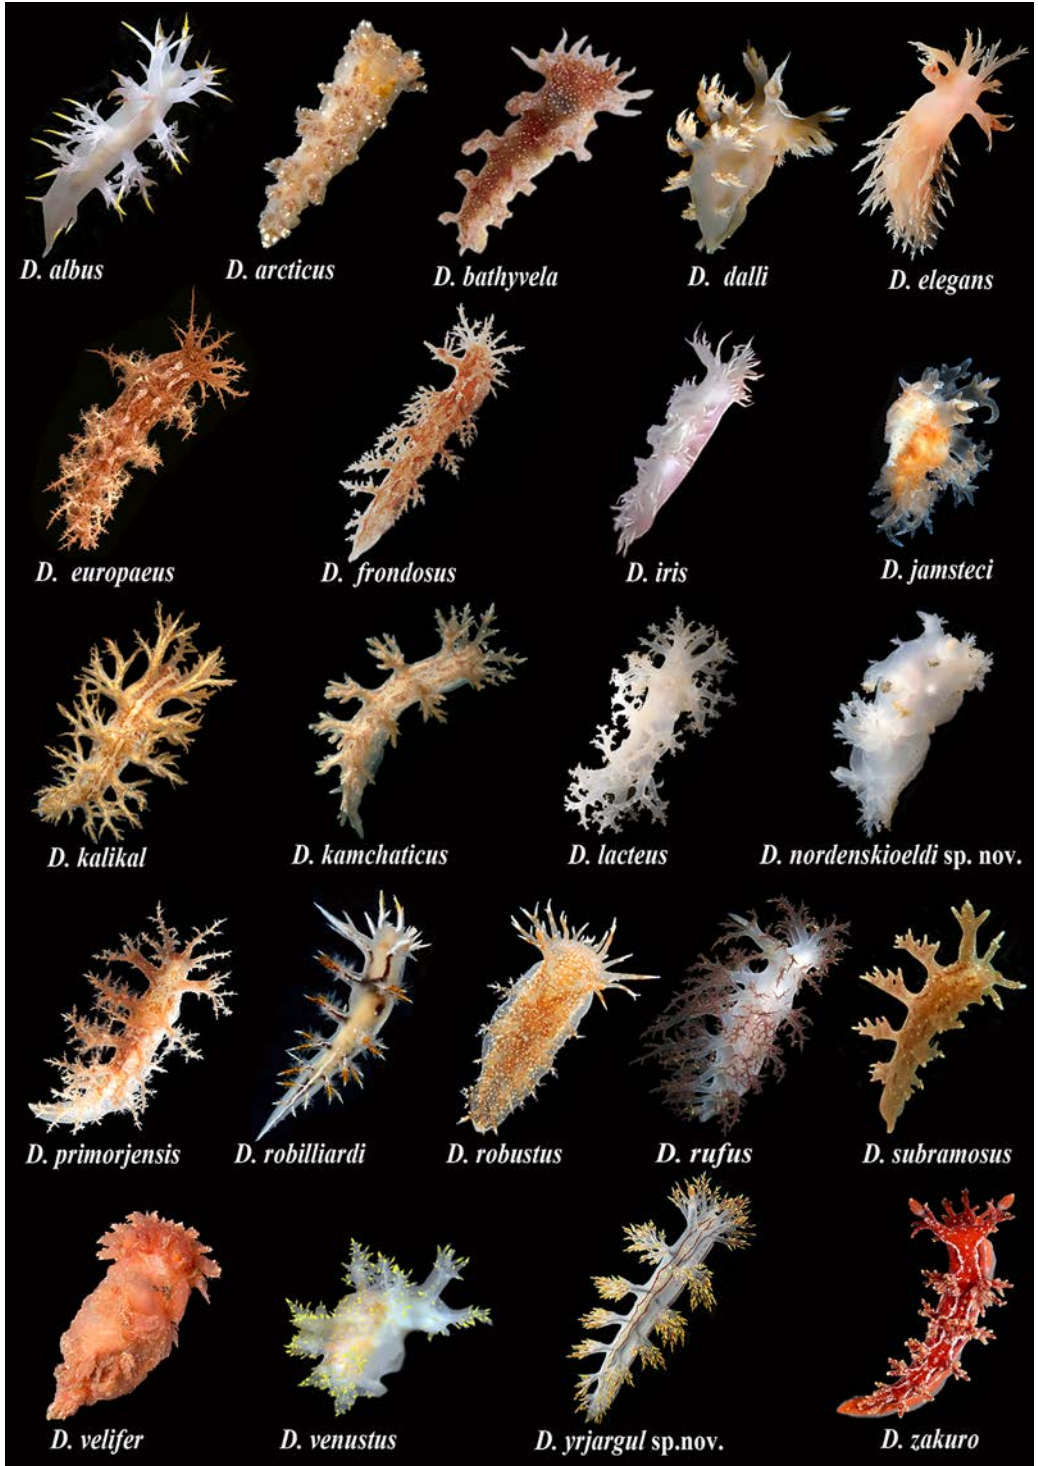 D. albus
D. arcticus
D. bathyvela
D. dalli
D. elegans
D. europaeus
D. frondosus
D. iris
D. jamsteci
D. kalikal
D. kamchaticus
D. lacteus
D. nordenskioeldi sp. nov.
D. primorjensis
D. robilliardi
D. robustus
D. rufus
D. subramosus
D. velifer
D. venustus
D. yrjargul sp.nov.
D. zakuro